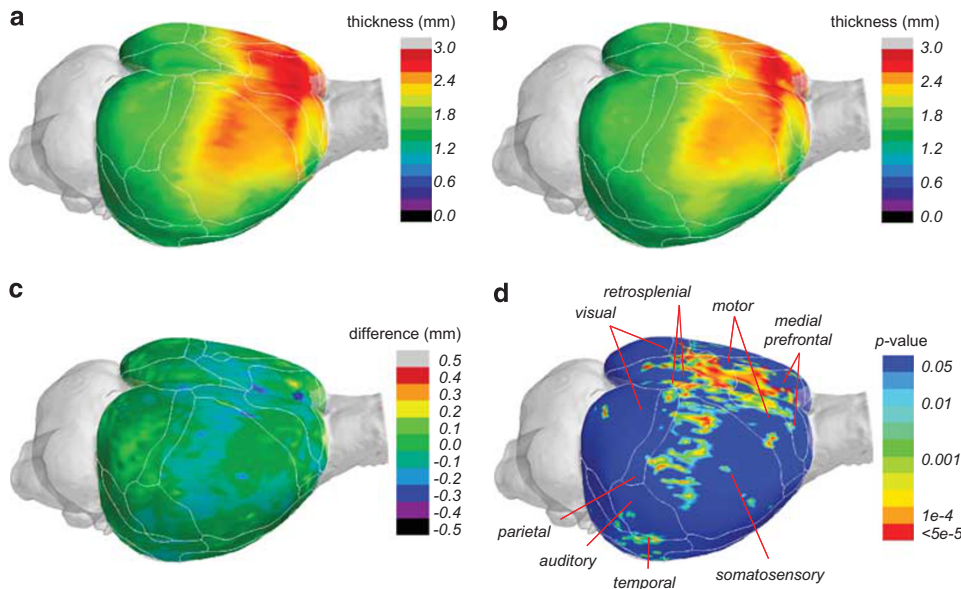 a
thickness (mm)
3.0
2.4
1.8
1.2
0.6
0.0
b
thickness (mm)
3.0
2.4
1.8
1.2
0.6
0.0
c
difference (mm)
0.5
0.4
0.3
0.2
0.1
0.0
-0.1
-0.2
-0.3
-0.4
-0.5
d
retrosplenial
visual
motor
medial
prefrontal
parietal
auditory
temporal
somatosensory
p-value
0.05
0.01
0.001
1e-4
<5e-5